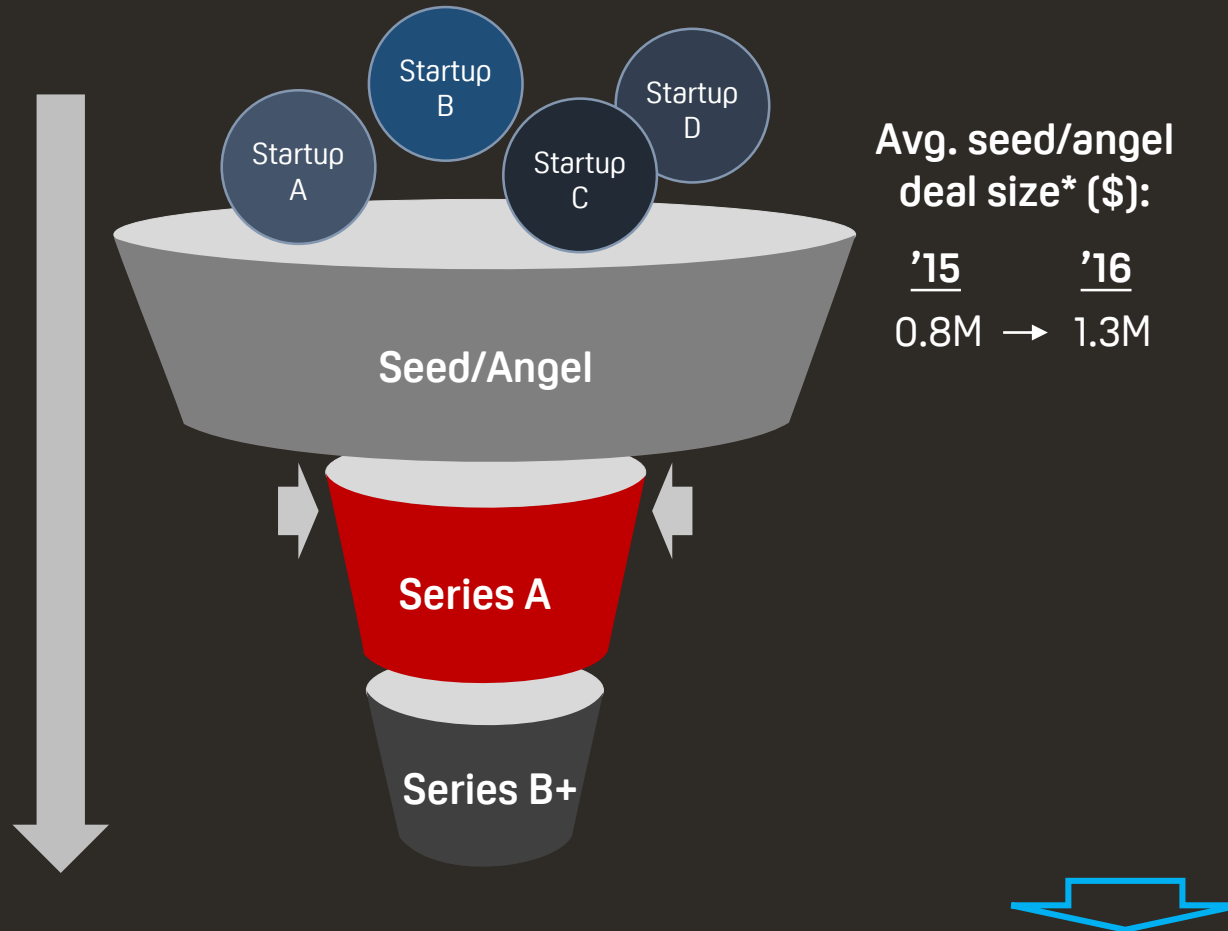 Startup
A
Startup
B
Startup
C
Startup
D
Avg. seed/angel
deal size* ($):
’15 ’16
0.8M → 1.3M
Seed/Angel
Series A
Series B+